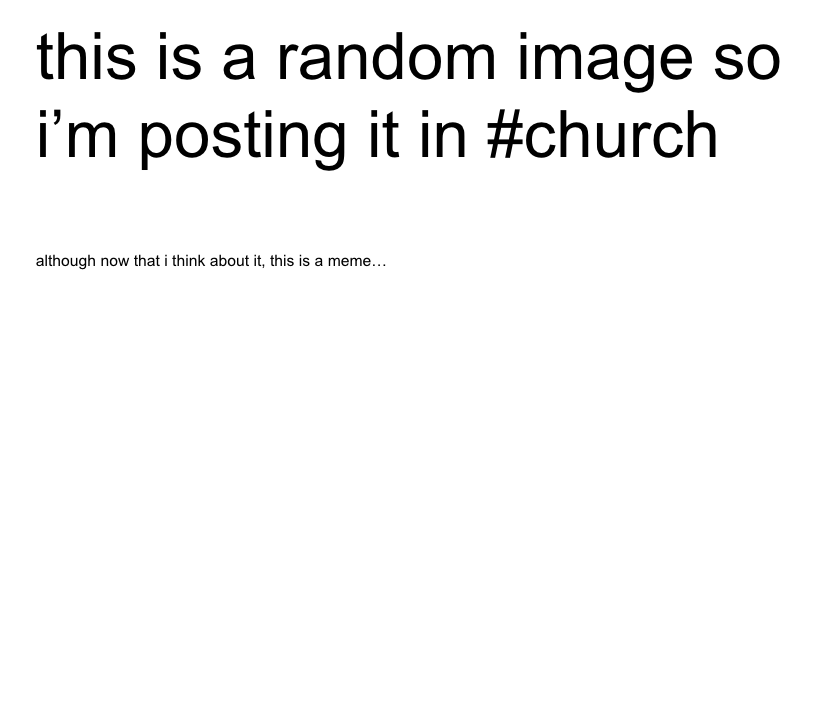 this is a random image so
i’m posting it in #church
although now that i think about it, this is a meme…